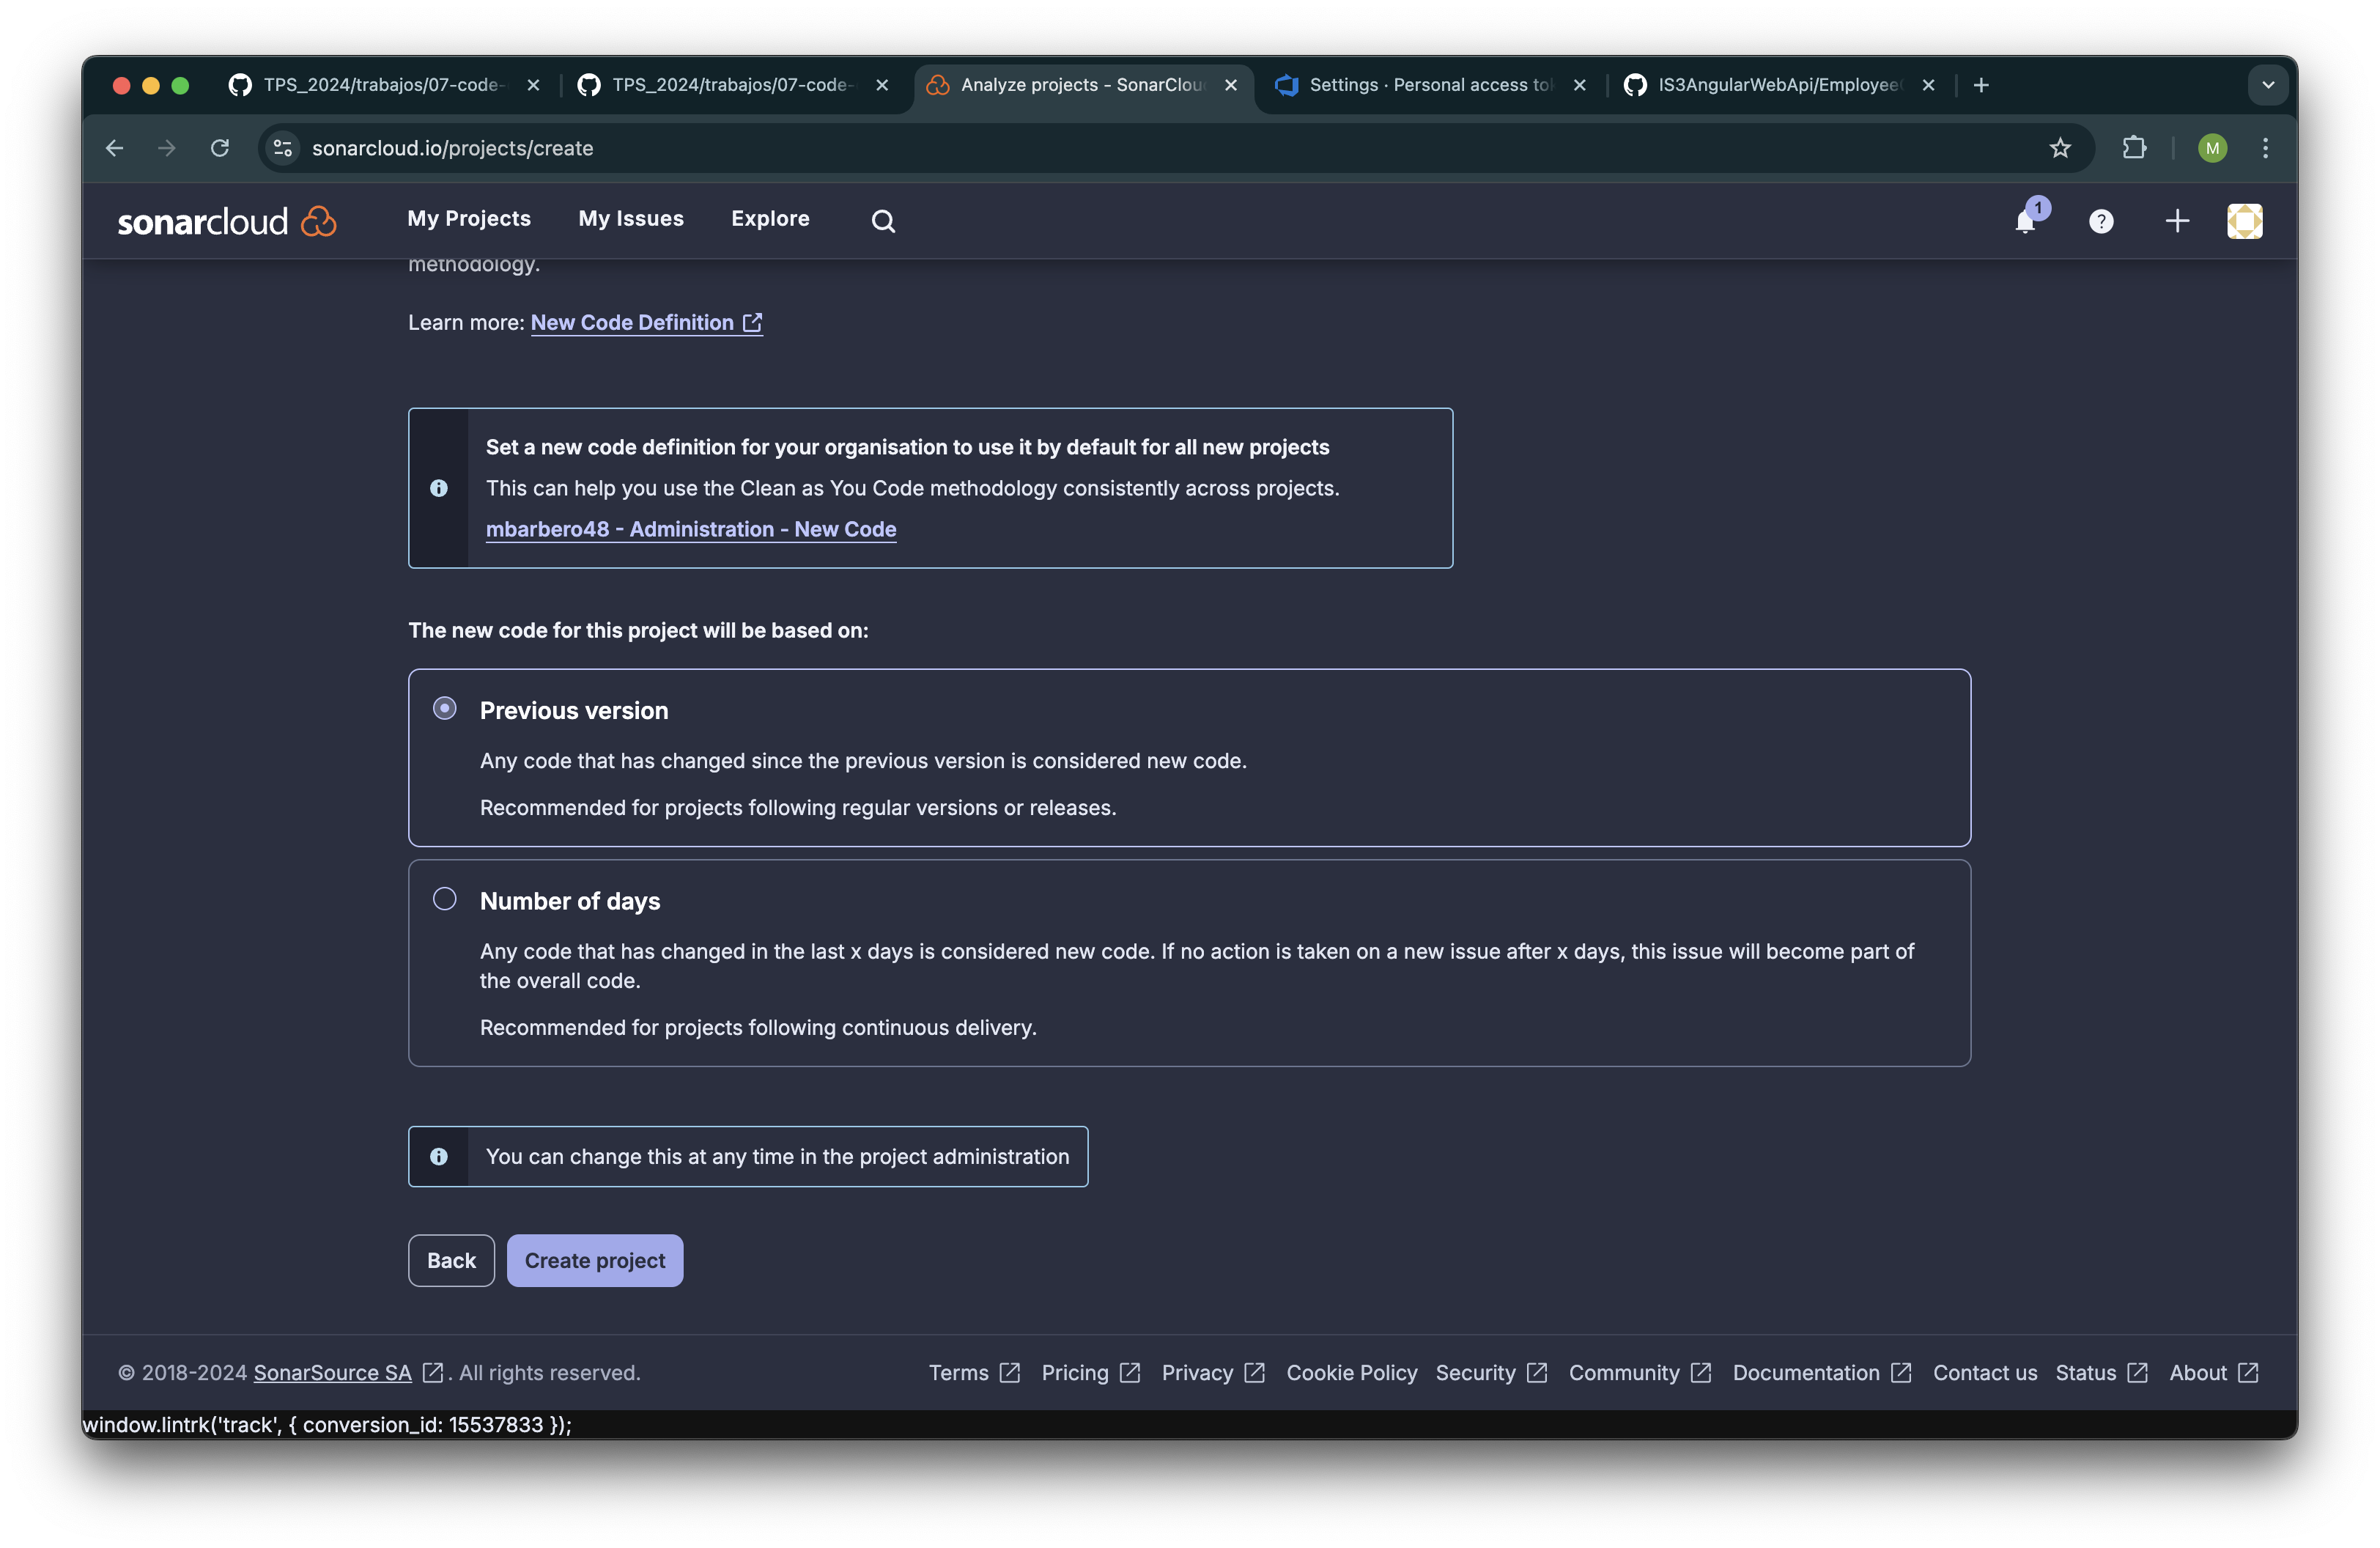 TPS_2024/trabajos/07-code-
TPS_2024/trabajos/07-code-
Analyze projects - SonarClou
Settings · Personal access tok
IS3AngularWebApi/Employee
sonarcloud.io/projects/create
M
sonarcloud
My Projects
My Issues
Explore
1
methodology.
Learn more: New Code Definition
Set a new code definition for your organisation to use it by default for all new projects
This can help you use the Clean as You Code methodology consistently across projects.
mbarbero48 - Administration - New Code
The new code for this project will be based on:
Previous version
Any code that has changed since the previous version is considered new code.
Recommended for projects following regular versions or releases.
Number of days
Any code that has changed in the last x days is considered new code. If no action is taken on a new issue after x days, this issue will become part of
the overall code.
Recommended for projects following continuous delivery.
You can change this at any time in the project administration
Back
Create project
© 2018-2024 SonarSource SA . All rights reserved.
Terms Pricing Privacy Cookie Policy Security Community Documentation Contact us Status About
window.lintrk('track', { conversion_id: 15537833 });